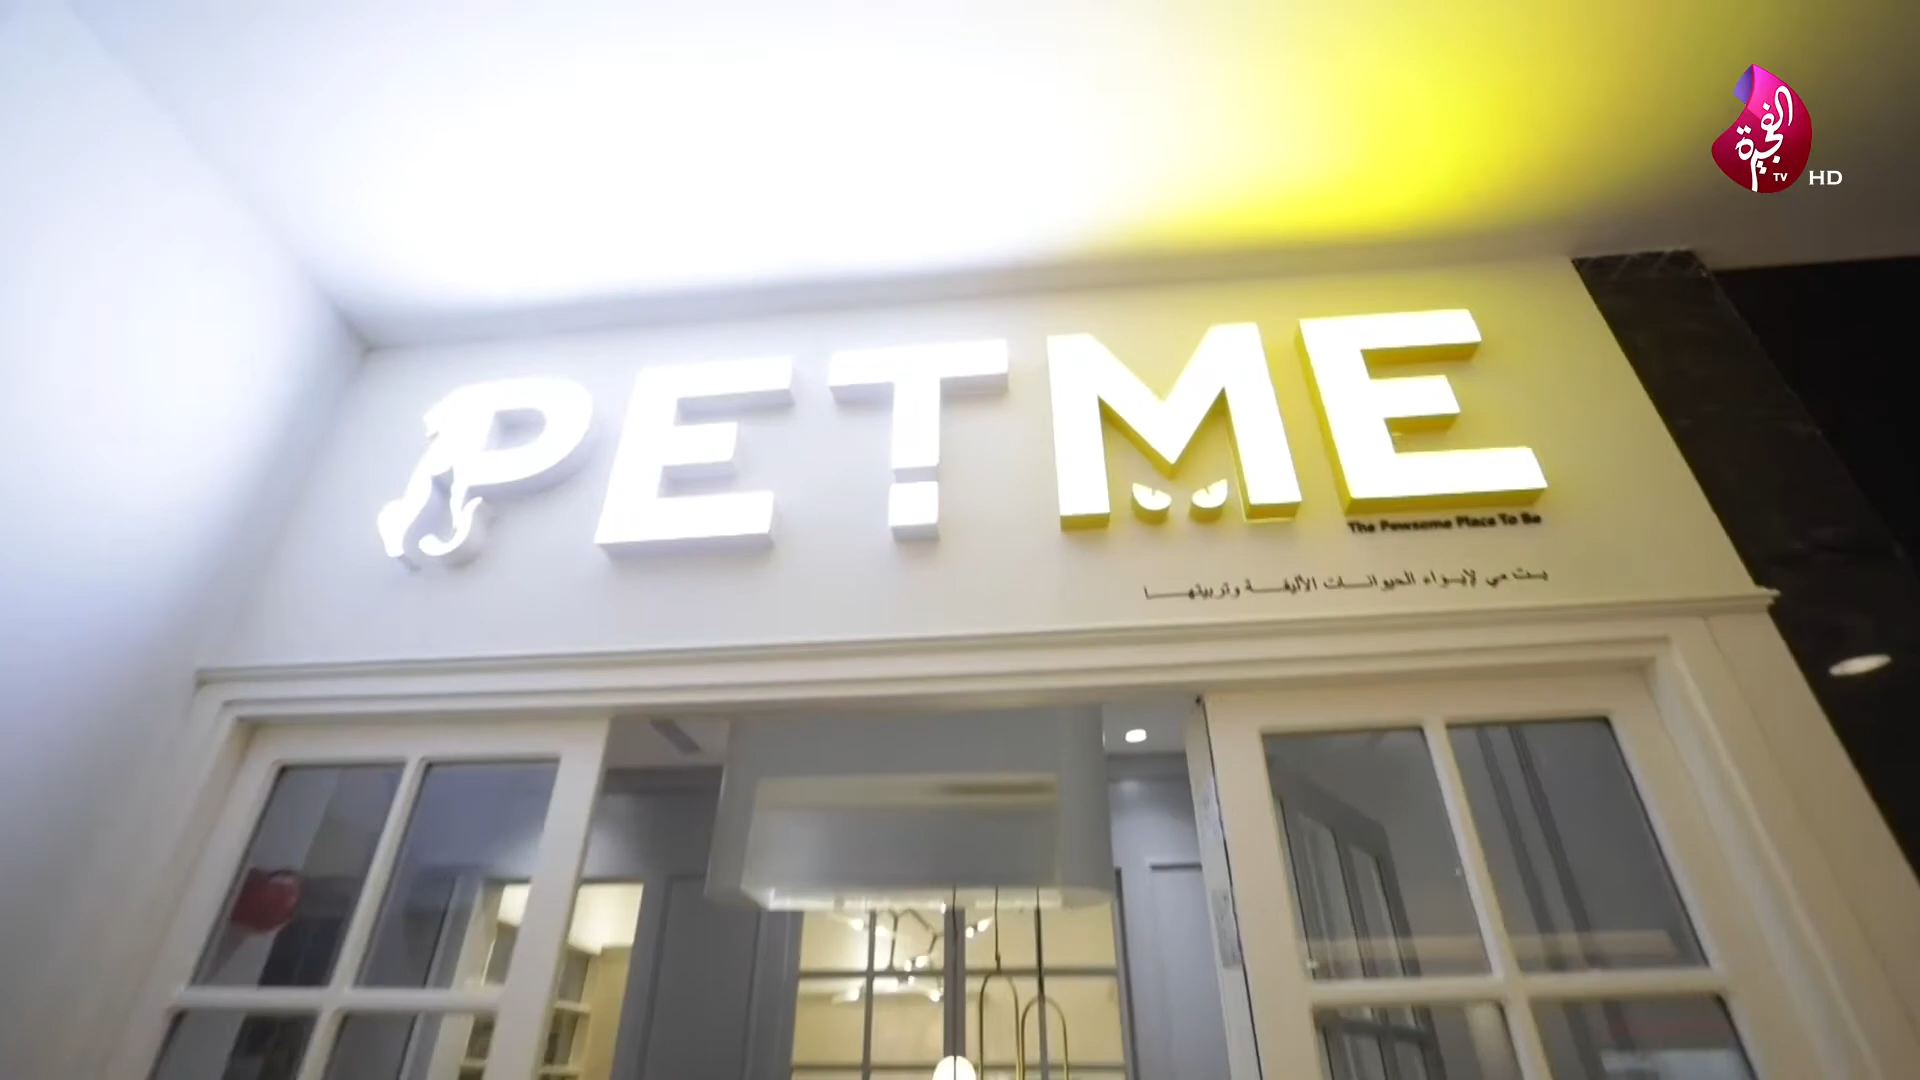 الفجيرة
TV HD
PETME
The Pawsome Place To Be
بت مي لإيواء الحيوانات الأليفة وتربيتها